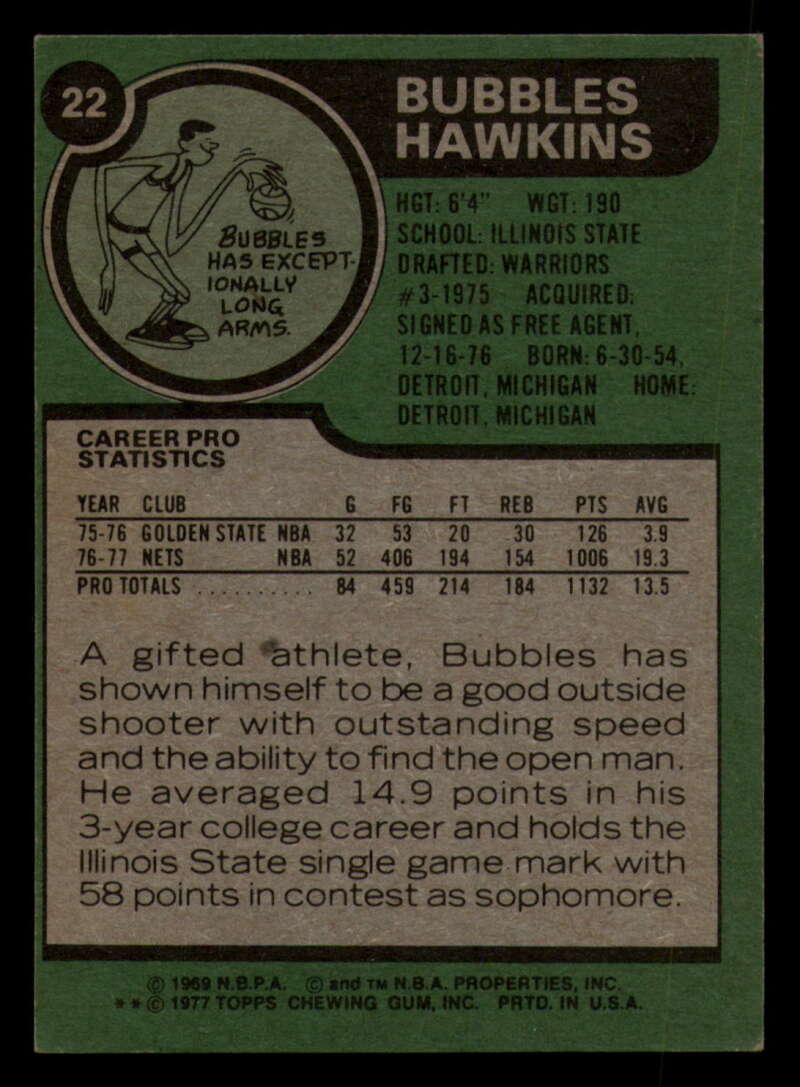 22
BUBBLES
HAWKINS
BUBBLES
HAS EXCEPT-
IONALLY
LONG
ARMS.
HGT: 6'4" WGT: 190
SCHOOL: ILLINOIS STATE
DRAFTED: WARRIORS
#3-1975 ACQUIRED:
SIGNED AS FREE AGENT,
12-16-76 BORN: 6-30-54,
DETROIT, MICHIGAN HOME:
DETROIT, MICHIGAN
CAREER PRO
STATISTICS
YEAR CLUB G FG FT REB PTS AVG
75-76 GOLDEN STATE NBA 32 53 20 30 126 3.9
76-77 NETS NBA 52 406 194 154 1006 19.3
PRO TOTALS .......... 84 459 214 184 1132 13.5
A gifted athlete, Bubbles has
shown himself to be a good outside
shooter with outstanding speed
and the ability to find the open man.
He averaged 14.9 points in his
3-year college career and holds the
Illinois State single game mark with
58 points in contest as sophomore.
© 1969 N.B.P.A. © and TM N.B.A. PROPERTIES, INC.
**© 1977 TOPPS CHEWING GUM, INC. PRTD. IN U.S.A.